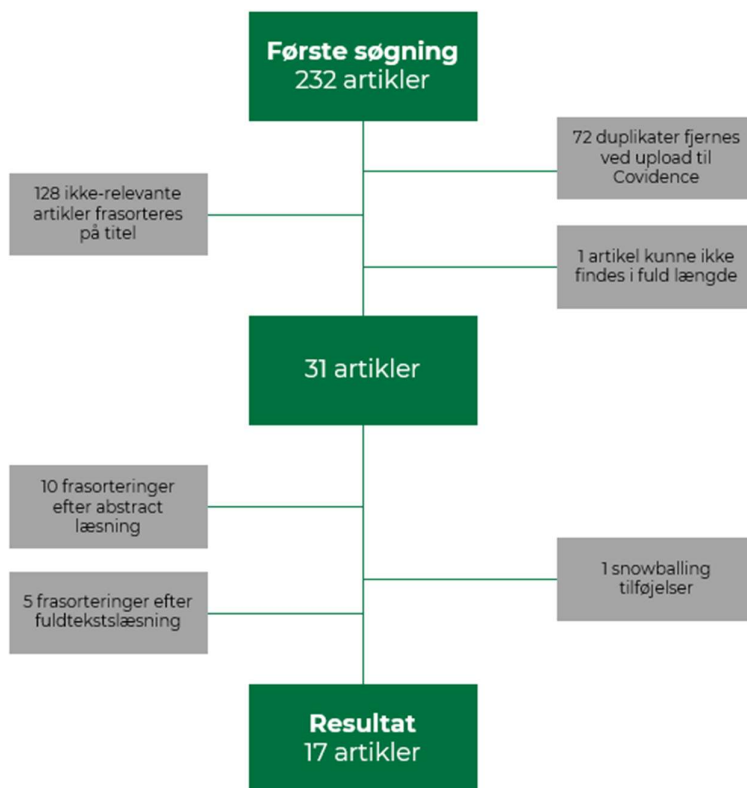 Første søgning
232 artikler
72 duplikater fjernes
ved upload til
Covidence
128 ikke-relevante
artikler frasorteres
på titel
1 artikel kunne ikke
findes i fuld længde
31 artikler
10 frasorteringer
efter abstract
læsning
1 snowballing
tilføjelser
5 frasorteringer efter
fuldtekstslæsning
Resultat
17 artikler